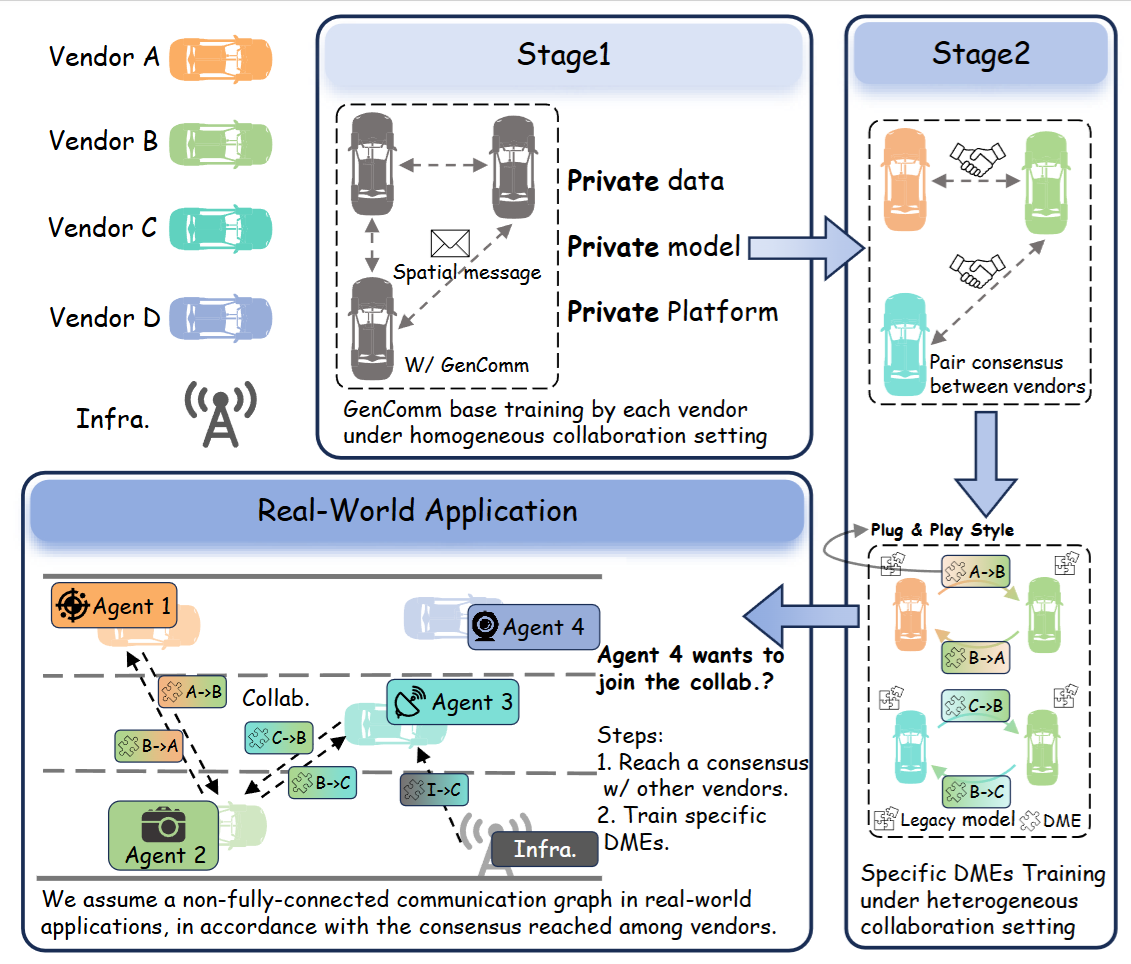 Vendor A
Vendor B
Vendor C
Vendor D
Infra.
Stage1
Private data
Private model
Private Platform
Spatial message
W/ GenComm
GenComm base training by each vendor
under homogeneous collaboration setting
Stage2
Pair consensus
between vendors
Plug & Play Style
A->B
B->A
C->B
B->C
Legacy model
DME
Specific DMEs Training
under heterogeneous
collaboration setting
Real-World Application
Agent 1
Agent 4
Agent 4 wants to
join the collab.?
A->B
Collab.
Agent 3
B->A
C->B
B->C
I->C
Agent 2
Infra.
Steps:
1. Reach a consensus
w/ other vendors.
2. Train specific
DMEs.
We assume a non-fully-connected communication graph in real-world
applications, in accordance with the consensus reached among vendors.